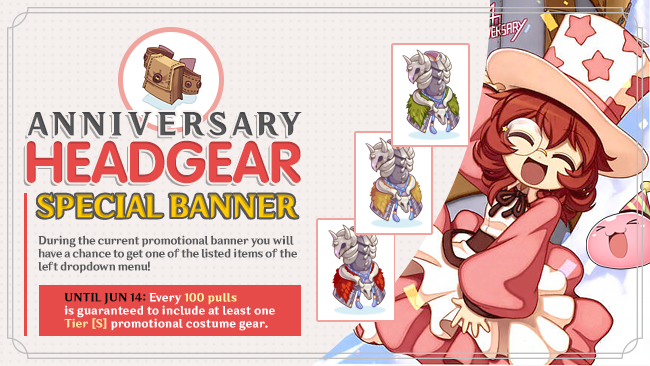 ANNIVERSARY
HEADGEAR
SPECIAL BANNER
During the current promotional banner you will
have a chance to get one of the listed items of the
left dropdown menu!
UNTIL JUN 14: Every 100 pulls
is guaranteed to include at least one
Tier [S] promotional costume gear.